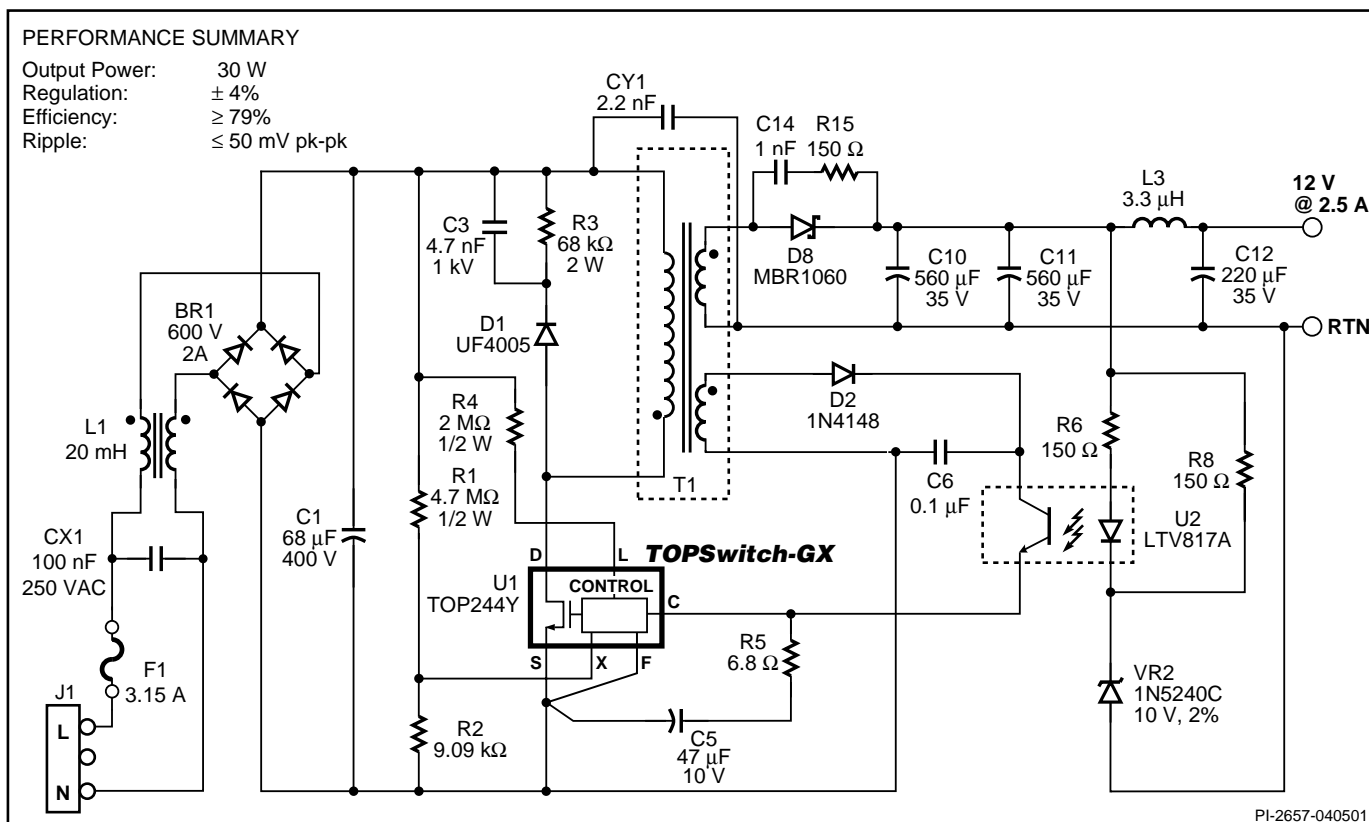 PERFORMANCE SUMMARY
Output Power: 30 W
Regulation: ± 4%
Efficiency: ≥ 79%
Ripple: ≤ 50 mV pk-pk
CY1
2.2 nF
C14
1 nF
R15
150 Ω
L3
3.3 µH
12 V
@ 2.5 A
C3
4.7 nF
1 kV
R3
68 kΩ
2 W
D8
MBR1060
C10
560 µF
35 V
C11
560 µF
35 V
C12
220 µF
35 V
RTN
BR1
600 V
2A
D1
UF4005
D2
1N4148
L1
20 mH
R4
2 MΩ
1/2 W
R1
4.7 MΩ
1/2 W
T1
C6
0.1 µF
R6
150 Ω
R8
150 Ω
U2
LTV817A
CX1
100 nF
250 VAC
C1
68 µF
400 V
TOPSwitch-GX
D
L
CONTROL
C
S
X
F
U1
TOP244Y
R5
6.8 Ω
VR2
1N5240C
10 V, 2%
F1
3.15 A
J1
L
N
R2
9.09 kΩ
C5
47 µF
10 V
PI-2657-040501